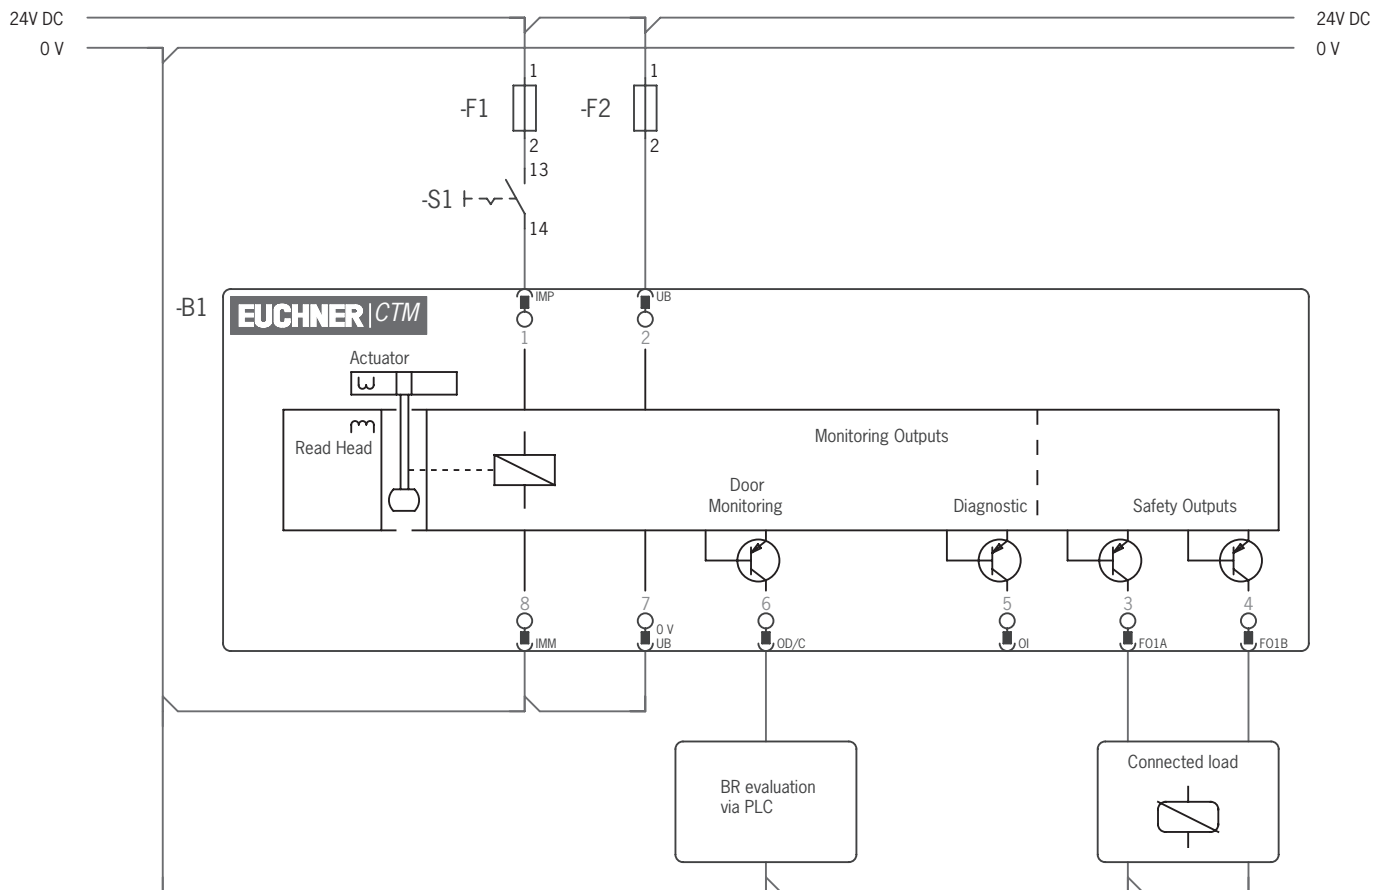 24V DC
24V DC
0 V
0 V
1
1
-F1
-F2
2
2
13
-S1
14
-B1
EUCHNER CTM
IMP
UB
1
2
Actuator
Read Head
Monitoring Outputs
Door
Monitoring
Diagnostic
Safety Outputs
8
7
6
5
3
4
0 V
IMM
UB
OD/C
OI
FO1A
FO1B
BR evaluation
via PLC
Connected load